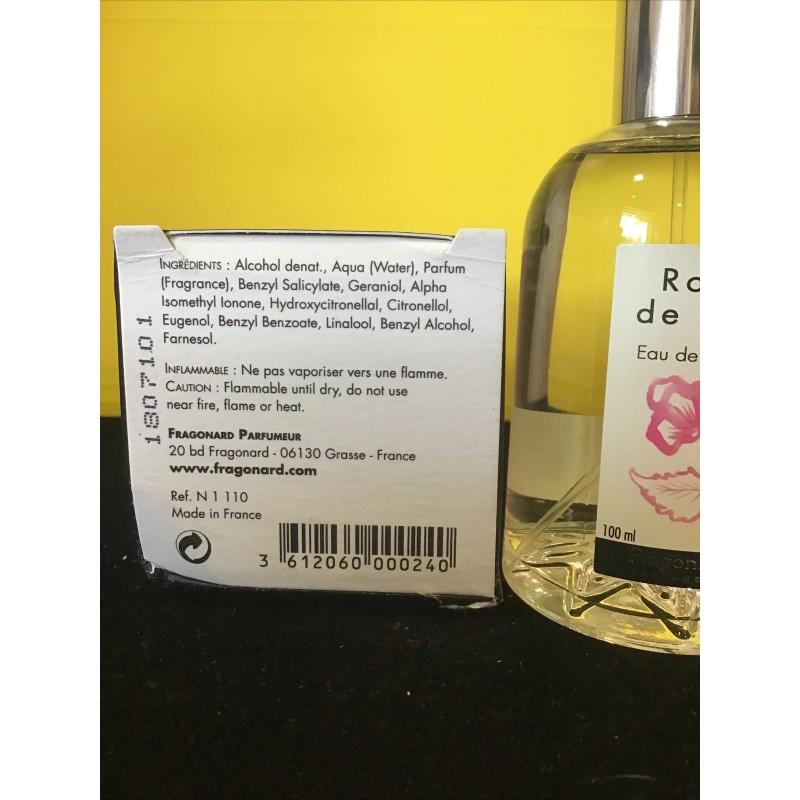 INGRÉDIENTS : Alcohol denat., Aqua (Water), Parfum
(Fragrance), Benzyl Salicylate, Geraniol, Alpha
Isomethyl Ionone, Hydroxycitronellal, Citronellol,
Eugenol, Benzyl Benzoate, Linalool, Benzyl Alcohol,
Farnesol.
INFLAMMABLE : Ne pas vaporiser vers une flamme.
CAUTION : Flammable until dry, do not use
near fire, flame or heat.
FRAGONARD PARFUMEUR
20 bd Fragonard - 06130 Grasse - France
www.fragonard.com
Ref. N 1 110
Made in France
3 612060 000240
1807101
Ro
de
Eau de
100 ml